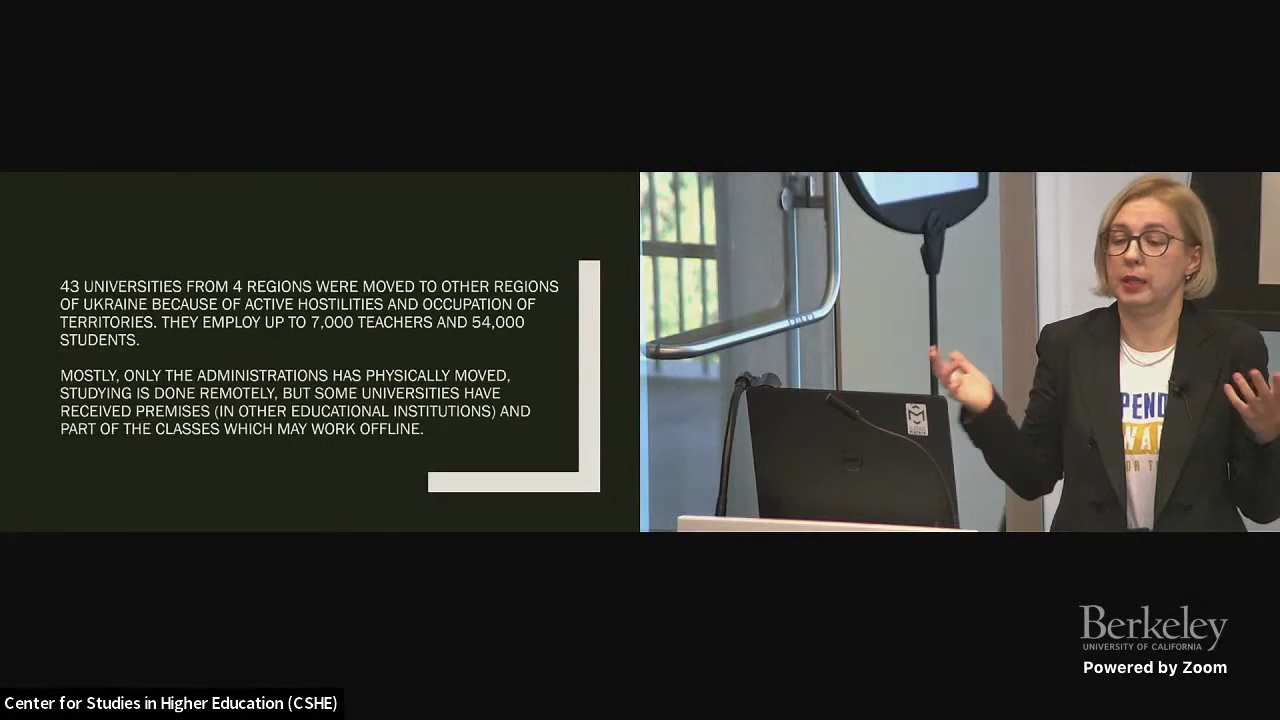 43 UNIVERSITIES FROM 4 REGIONS WERE MOVED TO OTHER REGIONS
OF UKRAINE BECAUSE OF ACTIVE HOSTILITIES AND OCCUPATION OF
TERRITORIES. THEY EMPLOY UP TO 7,000 TEACHERS AND 54,000
STUDENTS.
MOSTLY, ONLY THE ADMINISTRATIONS HAS PHYSICALLY MOVED,
STUDYING IS DONE REMOTELY, BUT SOME UNIVERSITIES HAVE
RECEIVED PREMISES (IN OTHER EDUCATIONAL INSTITUTIONS) AND
PART OF THE CLASSES WHICH MAY WORK OFFLINE.
PEND
Berkeley
UNIVERSITY OF CALIFORNIA
Powered by Zoom
Center for Studies in Higher Education (CSHE)